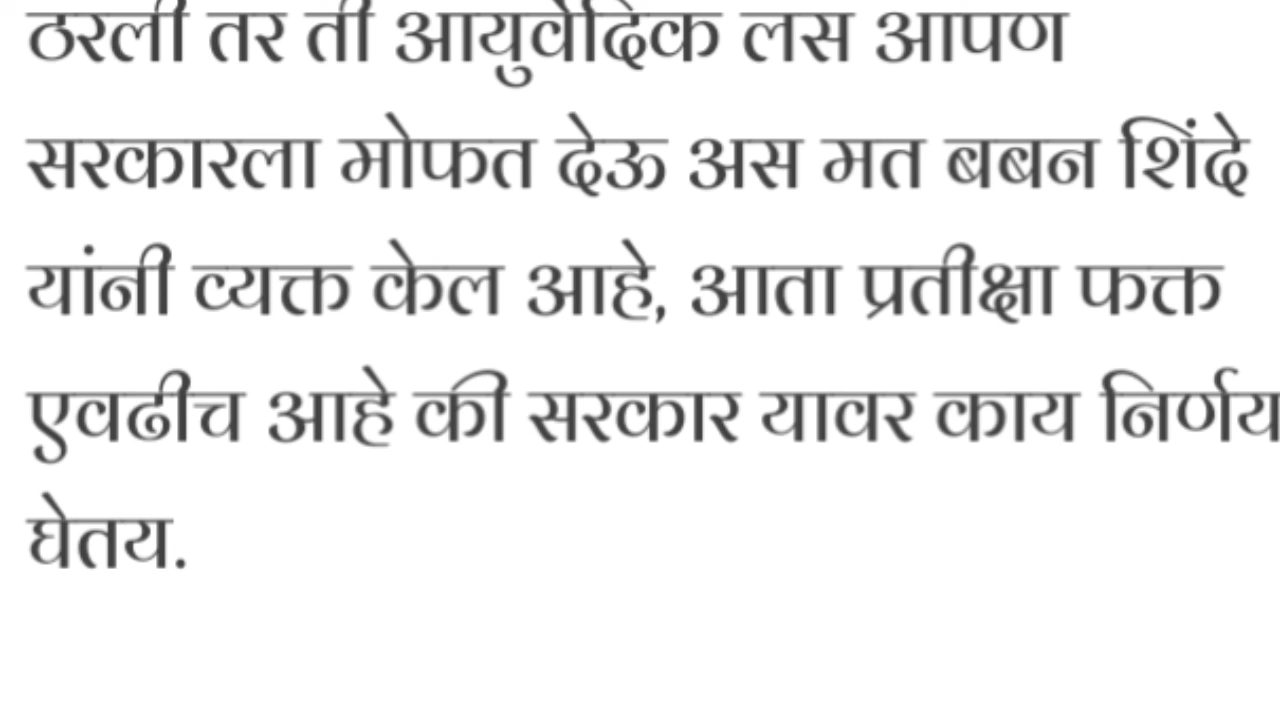 ठरली तर ती आयुर्वेदिक लस आपण
सरकारला मोफत देऊ अस मत बबन शिंदे
यांनी व्यक्त केल आहे, आता प्रतीक्षा फक्त
एवढीच आहे की सरकार यावर काय निर्णय
घेतय.